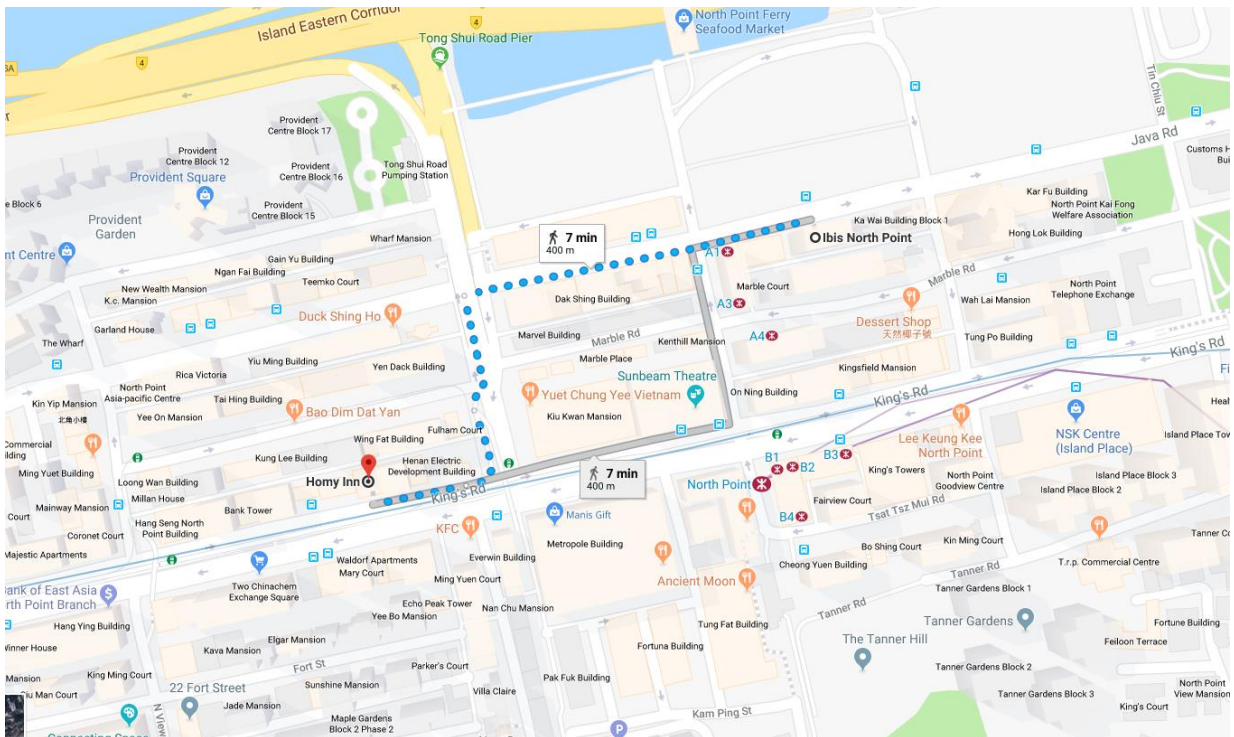 Island Eastern Corridor
4
4
Tong Shui Road Pier
North Point Ferry
Seafood Market
Tin Chiu St
Java Rd
Customs H
Bui
Provident
Centre Block 17
Provident
Centre Block 12
Provident
Centre Block 16
Tong Shui Road
Pumping Station
Provident Square
e Block 6
Provident
Centre Block 15
Provident
Garden
Wharf Mansion
nt Centre
Kar Fu Building
North Point Kai Fong
Welfare Association
Ka Wai Building Block 1
Hong Lok Building
Ibis North Point
7 min
400 m
A1
Gain Yu Building
Ngan Fai Building
Teemko Court
New Wealth Mansion
K.c. Mansion
Garland House
Duck Shing Ho
Dak Shing Building
Marble Court
Marble Rd
North Point
Telephone Exchange
A3
Wah Lai Mansion
Dessert Shop
天然椰子號
The Wharf
Marvel Building
Marble Rd
Kenthill Mansion
A4
Tung Po Building
King's Rd
Yiu Ming Building
Yen Dack Building
Marble Place
Rica Victoria
Sunbeam Theatre
Kingsfield Mansion
North Point
Asia-pacific Centre
Tai Hing Building
Yuet Chung Yee Vietnam
On Ning Building
King's Rd
Kin Yip Mansion
北角小樓
Yee On Mansion
Bao Dim Dat Yan
Kiu Kwan Mansion
Fulham Court
Wing Fat Building
Lee Keung Kee
North Point
NSK Centre
(Island Place)
Island Place Tow
Commercial
ilding
Kung Lee Building
Henan Electric
Development Building
B1
B2
B3
Ming Yuet Building
Loong Wan Building
Homy Inn
7 min
400 m
King's Towers
North Point
Goodview Centre
Island Place Block 3
Island Place Block 2
North Point
Millan House
King's Rd
Mainway Mansion
Court
Bank Tower
Manis Gift
Fairview Court
Tsat Tsz Mui Rd
B4
Hang Seng North
Point Building
Coronet Court
KFC
Metropole Building
Bo Shing Court
Kin Ming Court
Tanner Co
Majestic Apartments
Everwin Building
Waldorf Apartments
Mary Court
Cheong Yuen Building
Tanner Rd
T.r.p. Commercial Centre
Bank of East Asia
rth Point Branch
Two Chinachem
Exchange Square
Ming Yuen Court
Ancient Moon
Tanner Gardens Block 1
Echo Peak Tower
Yee Bo Mansion
Nan Chu Mansion
Tanner Rd
Tanner Gardens
Fortune Building
Hang Ying Building
Tung Fat Building
Feiloon Terrace
Winner House
Elgar Mansion
Kava Mansion
Fortuna Building
The Tanner Hill
Fort St
Parker's Court
Tanner Gardens Block 2
Mansion
King Ming Court
Pak Fuk Building
22 Fort Street
Sunshine Mansion
Villa Claire
Tanner Gardens Block 3
North Point
View Mansion
Jade Mansion
King's Court
N View
Maple Gardens
Block 2 Phase 2
Kam Ping St
P